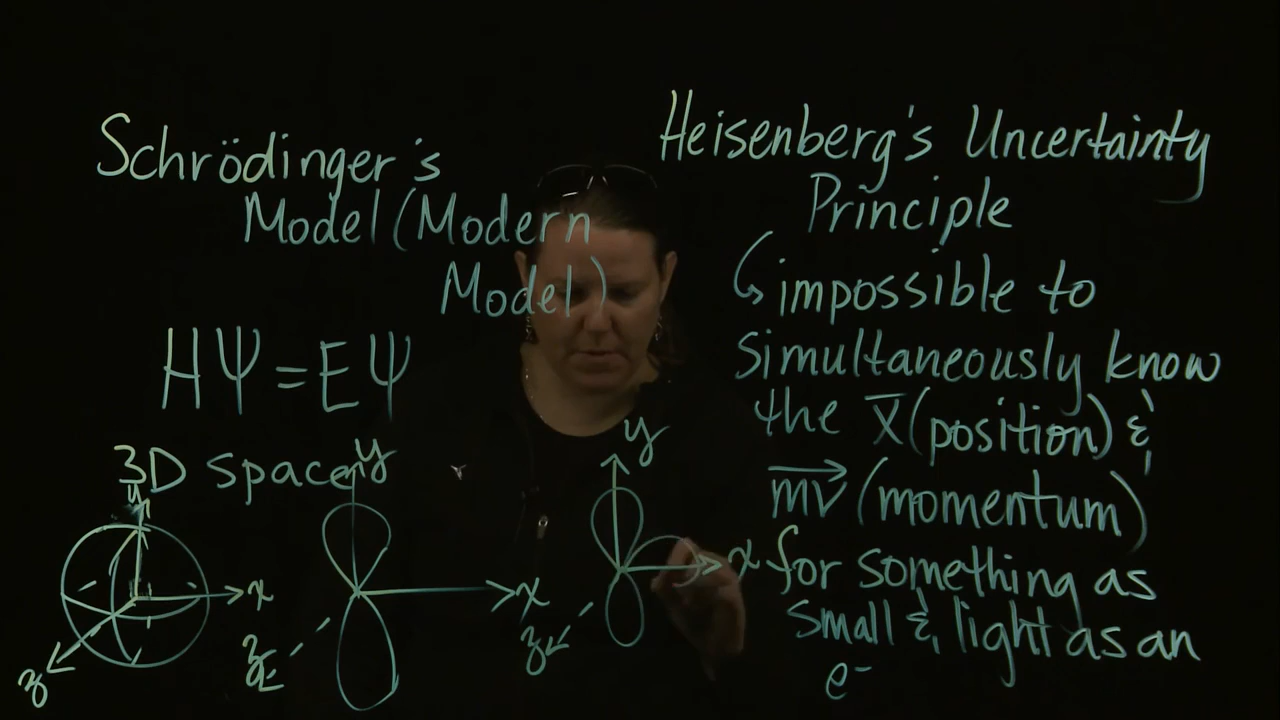 Schrödinger's
Model (Modern
Model)
HΨ = EΨ
3D space
y
x
z
y
x
z
y
x
z
Heisenberg's Uncertainty
Principle
↳ impossible to
simultaneously know
the x̄ (position) &
m͞v⃗ (momentum)
for something as
small & light as an
e⁻